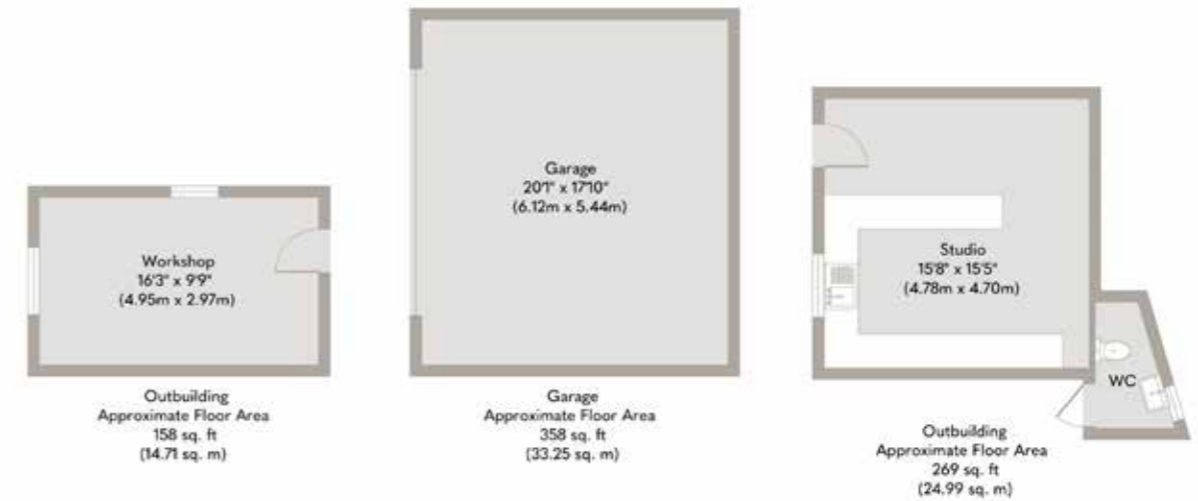 Workshop
16'3" x 9'9"
(4.95m x 2.97m)
Outbuilding
Approximate Floor Area
158 sq. ft
(14.71 sq. m)
Garage
20'1" x 17'10"
(6.12m x 5.44m)
Garage
Approximate Floor Area
358 sq. ft
(33.25 sq. m)
Studio
15'8" x 15'5"
(4.78m x 4.70m)
WC
Outbuilding
Approximate Floor Area
269 sq. ft
(24.99 sq. m)